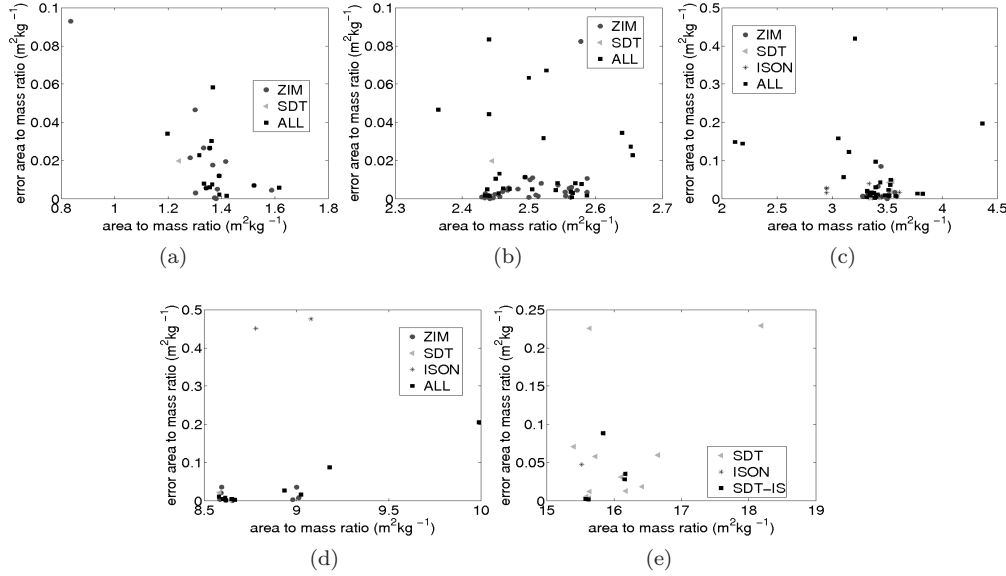 error area to mass ratio (m²kg⁻¹)
0.1
0.08
0.06
0.04
0.02
0
0.8
1
1.2
1.4
1.6
1.8
area to mass ratio (m²kg⁻¹)
ZIM
SDT
ALL
(a)
error area to mass ratio (m²kg⁻¹)
0.1
0.08
0.06
0.04
0.02
0
2.3
2.4
2.5
2.6
2.7
area to mass ratio (m²kg⁻¹)
ZIM
SDT
ALL
(b)
error area to mass ratio (m²kg⁻¹)
0.5
0.4
0.3
0.2
0.1
0
2
2.5
3
3.5
4
4.5
area to mass ratio (m²kg⁻¹)
ZIM
SDT
ISON
ALL
(c)
error area to mass ratio (m²kg⁻¹)
0.5
0.4
0.3
0.2
0.1
0
8.5
9
9.5
10
area to mass ratio (m²kg⁻¹)
ZIM
SDT
ISON
ALL
(d)
error area to mass ratio (m²kg⁻¹)
0.25
0.2
0.15
0.1
0.05
0
15
16
17
18
19
area to mass ratio (m²kg⁻¹)
SDT
ISON
SDT-IS
(e)